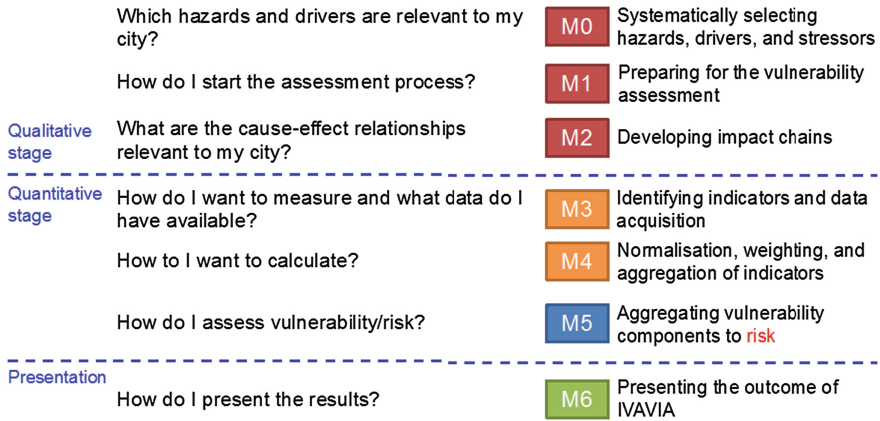 Which hazards and drivers are relevant to my
city?
M0
Systematically selecting
hazards, drivers, and stressors
How do I start the assessment process?
M1
Preparing for the vulnerability
assessment
Qualitative
stage
What are the cause-effect relationships
relevant to my city?
M2
Developing impact chains
Quantitative
stage
How do I want to measure and what data do I
have available?
M3
Identifying indicators and data
acquisition
How to I want to calculate?
M4
Normalisation, weighting, and
aggregation of indicators
How do I assess vulnerability/risk?
M5
Aggregating vulnerability
components to risk
Presentation
How do I present the results?
M6
Presenting the outcome of
IVAVIA